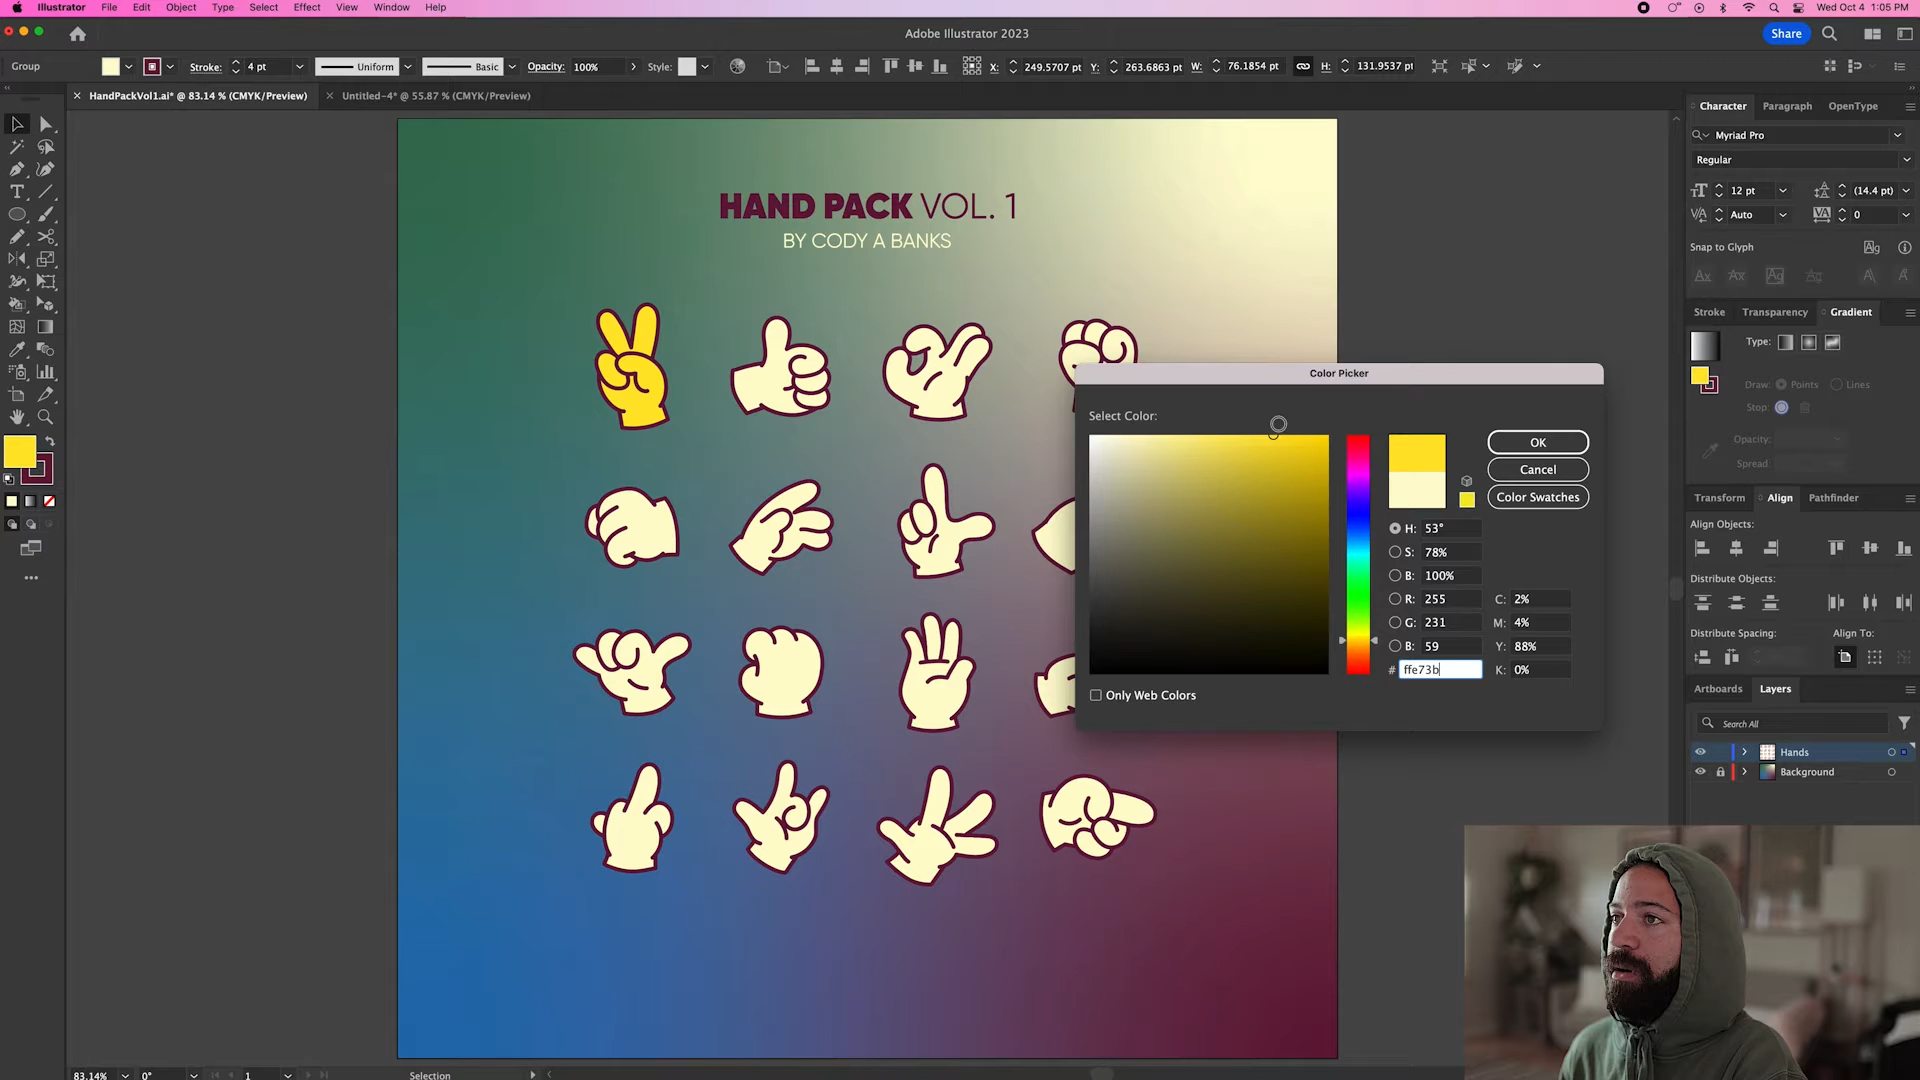 Illustrator File Edit Object Type Select Effect View Window Help Wed Oct 4 1:05 PM
Adobe Illustrator 2023 Share
Group Stroke: 4 pt Uniform Basic Opacity: 100% Style: X: 249.5707 pt Y: 263.6863 pt W: 76.1854 pt H: 131.9537 pt
HandPackVol1.ai* @ 83.14 % (CMYK/Preview) Untitled-4* @ 55.87 % (CMYK/Preview)
Character Paragraph OpenType
Myriad Pro
Regular
12 pt (14.4 pt)
Auto 0
Snap to Glyph
Stroke Transparency Gradient
Type:
Draw: Points Lines
Stop:
Opacity:
Spread:
Transform Align Pathfinder
Align Objects:
Distribute Objects:
Distribute Spacing: Align To:
Artboards Layers
Search All
Hands
Background
HAND PACK VOL. 1
BY CODY A BANKS
Color Picker
Select Color:
OK
Cancel
Color Swatches
H: 53°
S: 78%
B: 100%
R: 255 C: 2%
G: 231 M: 4%
B: 59 Y: 88%
# ffe73b K: 0%
Only Web Colors
83.14% 0° 1 Selection